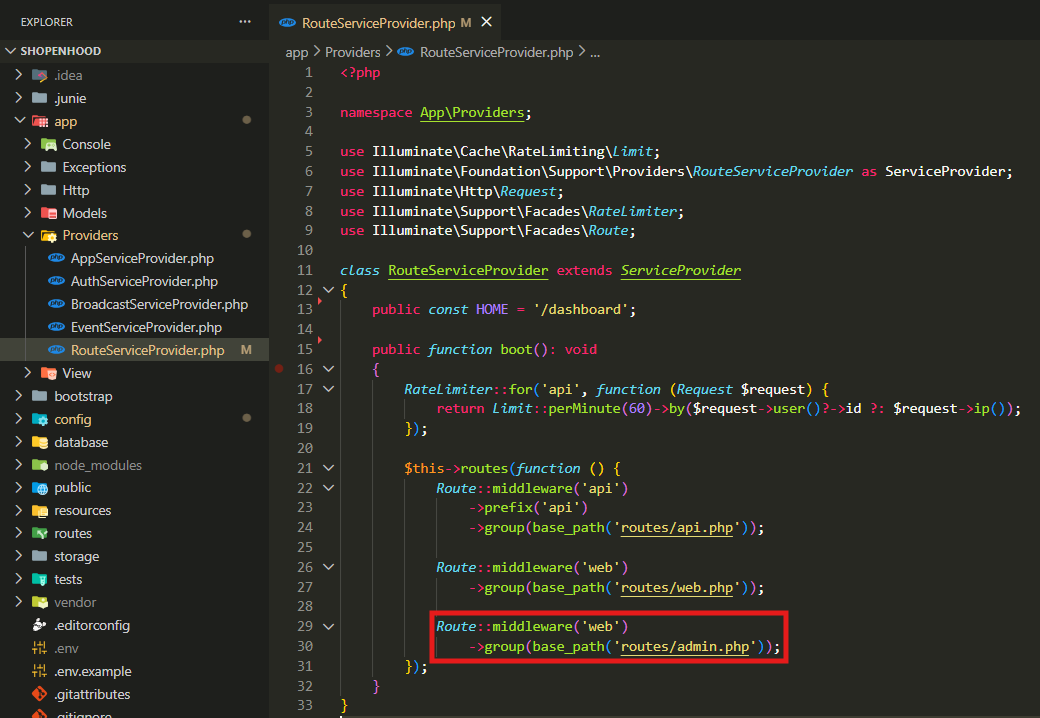 EXPLORER
...
SHOPENHOOD
.idea
.junie
app
Console
Exceptions
Http
Models
Providers
php AppServiceProvider.php
php AuthServiceProvider.php
php BroadcastServiceProvider.php
php EventServiceProvider.php
php RouteServiceProvider.php M
View
bootstrap
config
database
node_modules
public
resources
routes
storage
tests
vendor
.editorconfig
.env
.env.example
.gitattributes
.gitignore
php RouteServiceProvider.php M
app > Providers > php RouteServiceProvider.php > ...
1 <?php
2
3 namespace App\Providers;
4
5 use Illuminate\Cache\RateLimiting\Limit;
6 use Illuminate\Foundation\Support\Providers\RouteServiceProvider as ServiceProvider;
7 use Illuminate\Http\Request;
8 use Illuminate\Support\Facades\RateLimiter;
9 use Illuminate\Support\Facades\Route;
10
11 class RouteServiceProvider extends ServiceProvider
12 {
13     public const HOME = '/dashboard';
14
15     public function boot(): void
16     {
17         RateLimiter::for('api', function (Request $request) {
18             return Limit::perMinute(60)->by($request->user()?->id ?: $request->ip());
19         });
20
21         $this->routes(function () {
22             Route::middleware('api')
23                 ->prefix('api')
24                 ->group(base_path('routes/api.php'));
25
26             Route::middleware('web')
27                 ->group(base_path('routes/web.php'));
28
29             Route::middleware('web')
30                 ->group(base_path('routes/admin.php'));
31         });
32     }
33 }